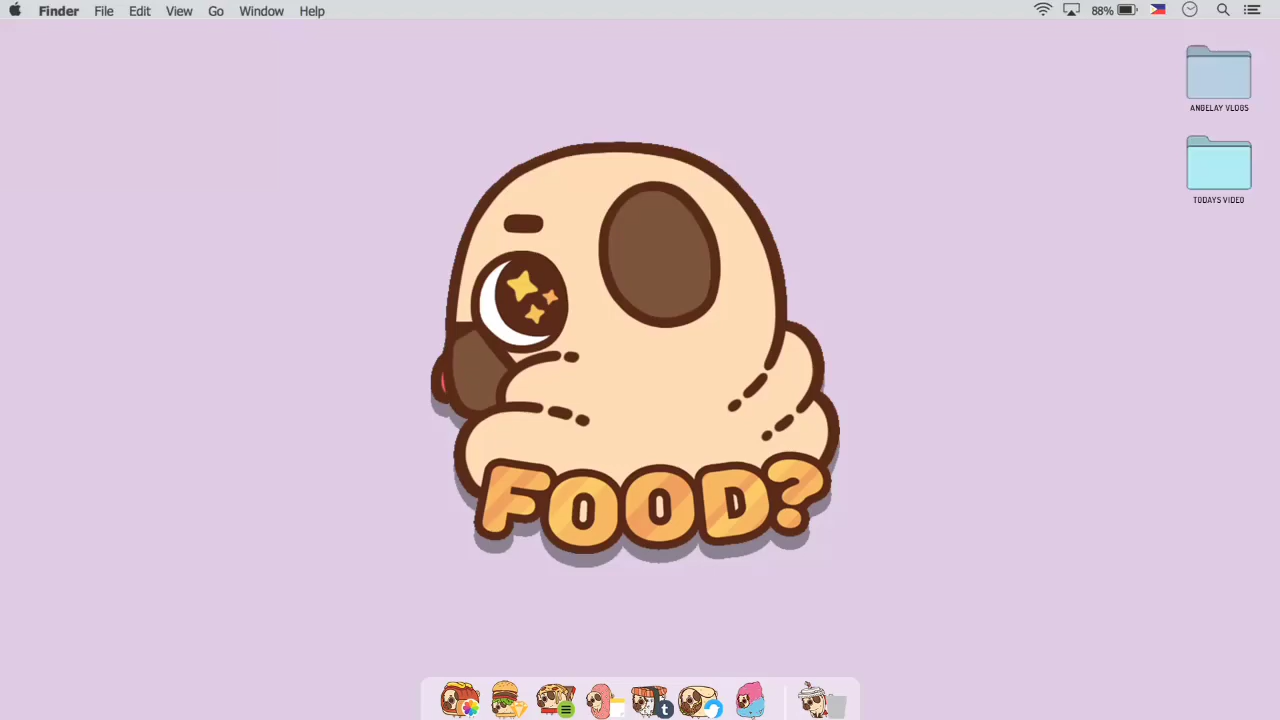 Finder File Edit View Go Window Help 88%
ANGELAY VLOGS
TODAYS VIDEO
FOOD?
t